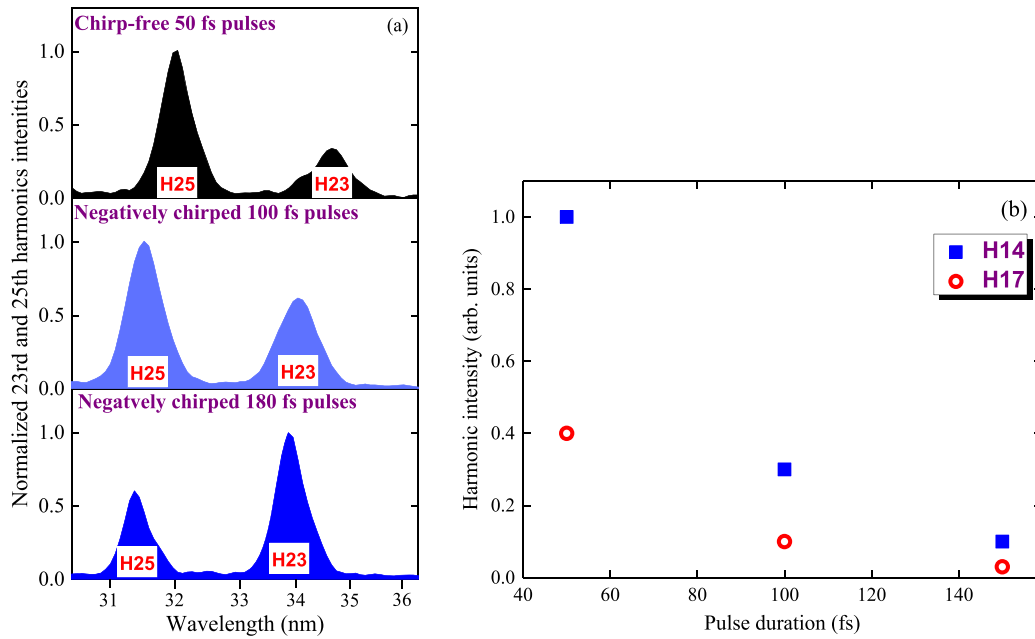 Chirp-free 50 fs pulses
(a)
1.0
0.5
0.0
H25
H23
Negatively chirped 100 fs pulses
1.0
0.5
0.0
H25
H23
Negatvely chirped 180 fs pulses
1.0
0.5
0.0
H25
H23
31 32 33 34 35 36
Wavelength (nm)
Normalized 23rd and 25th harmonics intenities
(b)
H14
H17
1.0
0.8
0.6
0.4
0.2
0.0
40 60 80 100 120 140
Pulse duration (fs)
Harmonic intensity (arb. units)